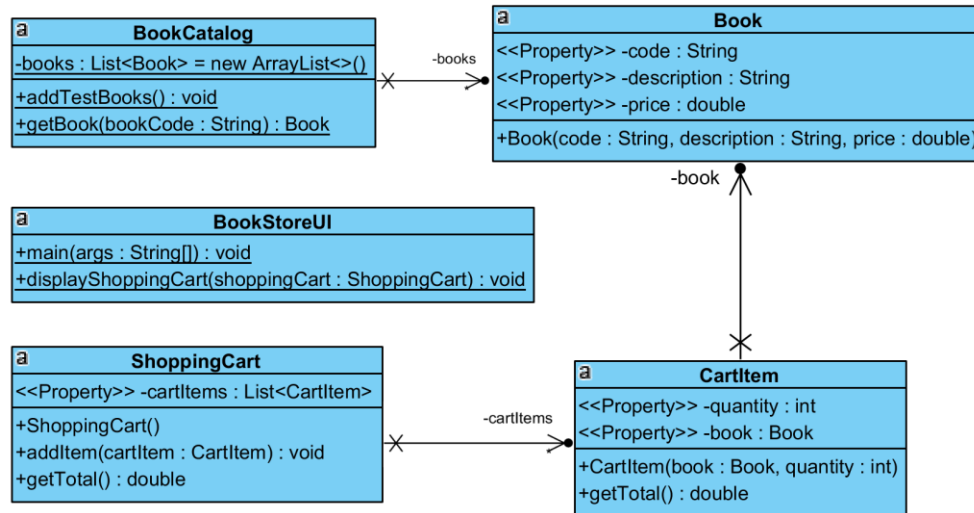 a
BookCatalog
-books : List<Book> = new ArrayList<>()
+addTestBooks() : void
+getBook(bookCode : String) : Book
-books
*
a
Book
<<Property>> -code : String
<<Property>> -description : String
<<Property>> -price : double
+Book(code : String, description : String, price : double)
-book
a
BookStoreUI
+main(args : String[]) : void
+displayShoppingCart(shoppingCart : ShoppingCart) : void
a
ShoppingCart
<<Property>> -cartItems : List<CartItem>
+ShoppingCart()
+addItem(cartItem : CartItem) : void
+getTotal() : double
-cartItems
*
a
CartItem
<<Property>> -quantity : int
<<Property>> -book : Book
+CartItem(book : Book, quantity : int)
+getTotal() : double